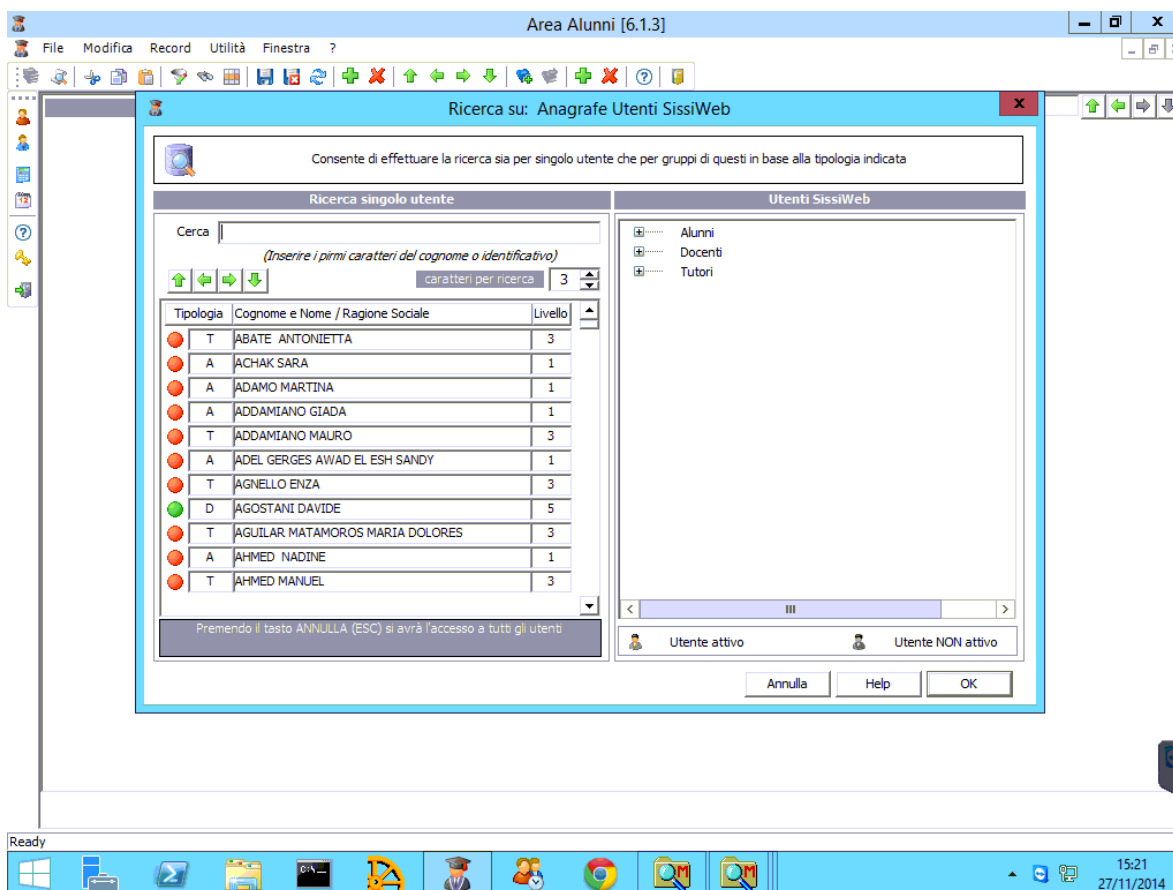 Area Alunni [6.1.3]
File Modifica Record Utilità Finestra ?
Ricerca su: Anagrafe Utenti SissiWeb
Consente di effettuare la ricerca sia per singolo utente che per gruppi di questi in base alla tipologia indicata
Ricerca singolo utente
Cerca
(Inserire i pirmi caratteri del cognome o identificativo)
caratteri per ricerca 3
Tipologia Cognome e Nome / Ragione Sociale Livello
T ABATE ANTONIETTA 3
A ACHAK SARA 1
A ADAMO MARTINA 1
A ADDAMIANO GIADA 1
T ADDAMIANO MAURO 3
A ADEL GERGES AWAD EL ESH SANDY 1
T AGNELLO ENZA 3
D AGOSTANI DAVIDE 5
T AGUILAR MATAMOROS MARIA DOLORES 3
A AHMED NADINE 1
T AHMED MANUEL 3
Premendo il tasto ANNULLA (ESC) si avrà l'accesso a tutti gli utenti
Utenti SissiWeb
Alunni
Docenti
Tutori
Utente attivo Utente NON attivo
Annulla Help OK
Ready
15:21
27/11/2014